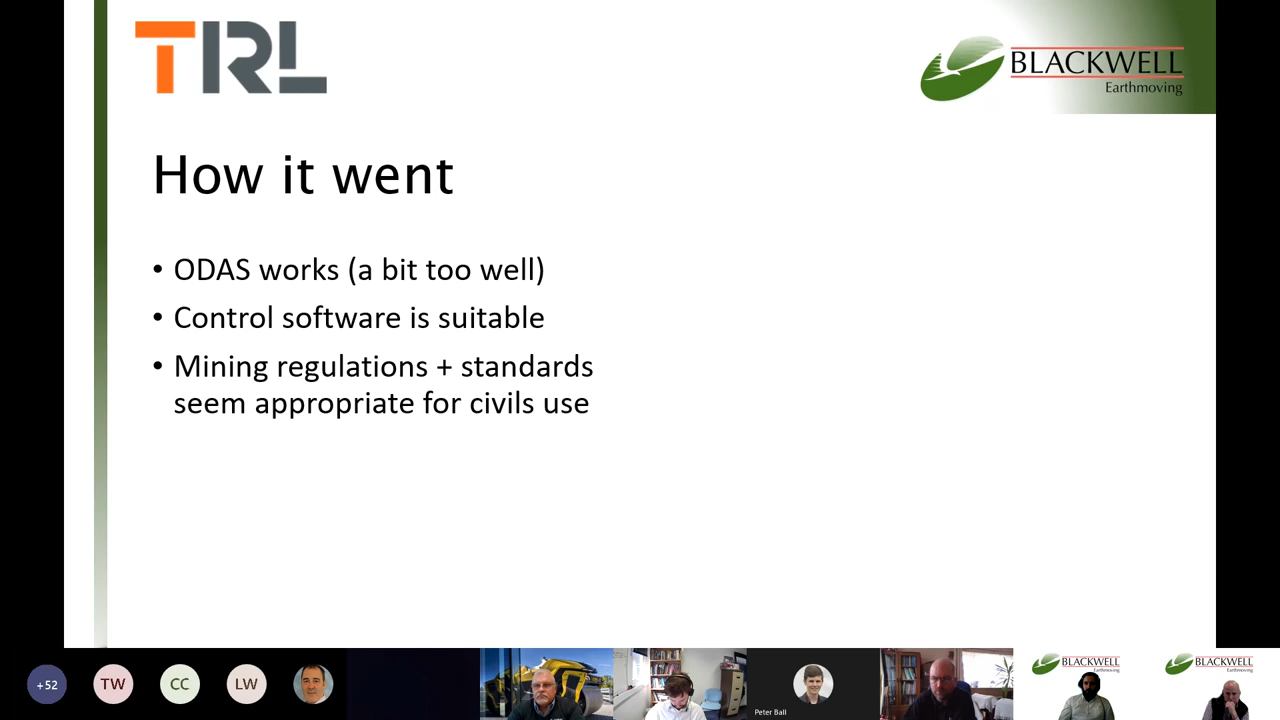 TRL
BLACKWELL
Earthmoving
How it went
• ODAS works (a bit too well)
• Control software is suitable
• Mining regulations + standards
seem appropriate for civils use
+52
TW
CC
LW
Peter Ball
BLACKWELL
Earthmoving
BLACKWELL
Earthmoving